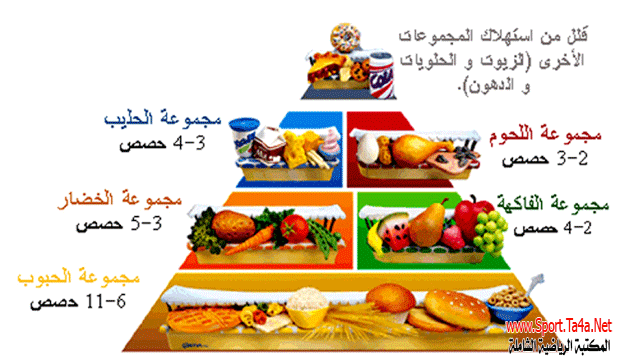 قلل من استهلاك المجموعات
الأخرى (الزيوت و الحلويات
و الدهون).
Cola
مجموعة الحليب
3-4 حصص
مجموعة اللحوم
2-3 حصص
مجموعة الخضار
3-5 حصص
مجموعة الفاكهة
2-4 حصص
مجموعة الحبوب
6-11 حصص
www.Sport.Ta4a.Net
المكتبة الرياضية الشاملة